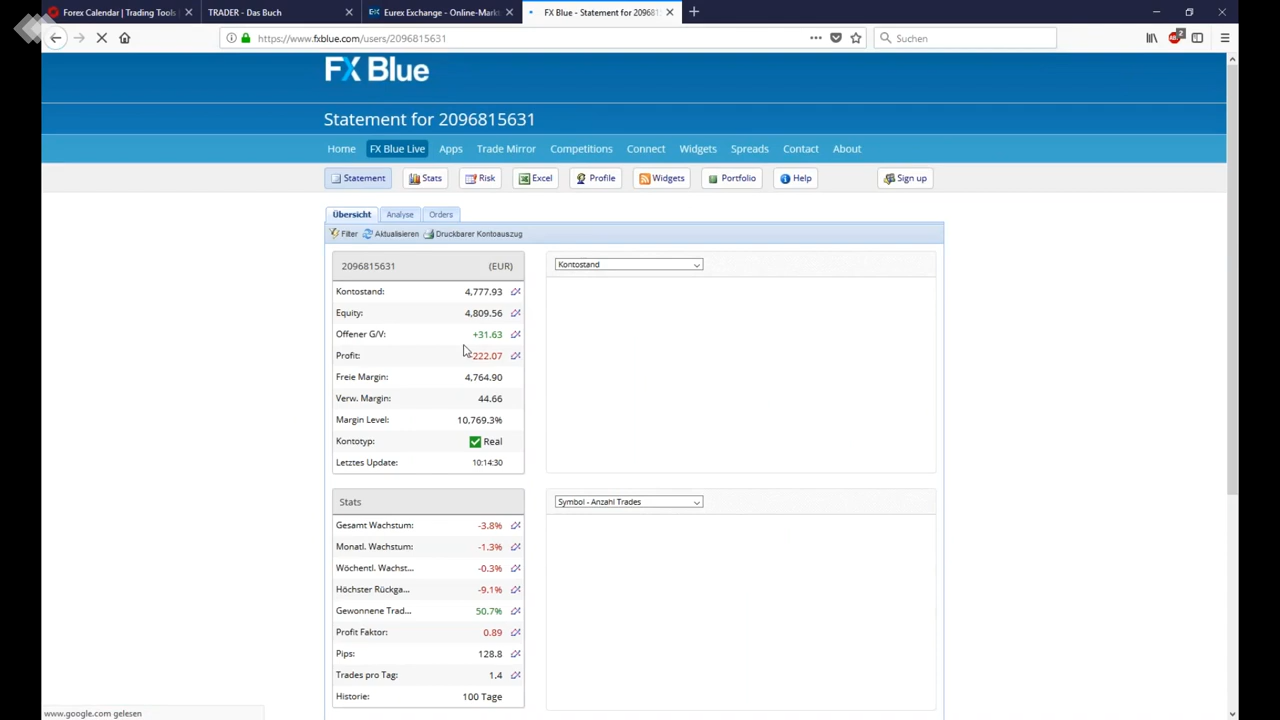 Forex Calendar | Trading Tools
TRADER - Das Buch
Eurex Exchange - Online-Markt
FX Blue - Statement for 2096815631
https://www.fxblue.com/users/2096815631
Suchen
2
FX Blue
Statement for 2096815631
Home FX Blue Live Apps Trade Mirror Competitions Connect Widgets Spreads Contact About
Statement Stats Risk Excel Profile Widgets Portfolio Help Sign up
Übersicht Analyse Orders
Filter Aktualisieren Druckbarer Kontoauszug
2096815631 (EUR)
Kontostand
Kontostand: 4,777.93
Equity: 4,809.56
Offener G/V: +31.63
Profit: -222.07
Freie Margin: 4,764.90
Verw. Margin: 44.66
Margin Level: 10,769.3%
Kontotyp: Real
Letztes Update: 10:14:30
Stats
Symbol - Anzahl Trades
Gesamt Wachstum: -3.8%
Monatl. Wachstum: -1.3%
Wöchentl. Wachst... -0.3%
Höchster Rückga... -9.1%
Gewonnene Trad... 50.7%
Profit Faktor: 0.89
Pips: 128.8
Trades pro Tag: 1.4
Historie: 100 Tage
www.google.com gelesen